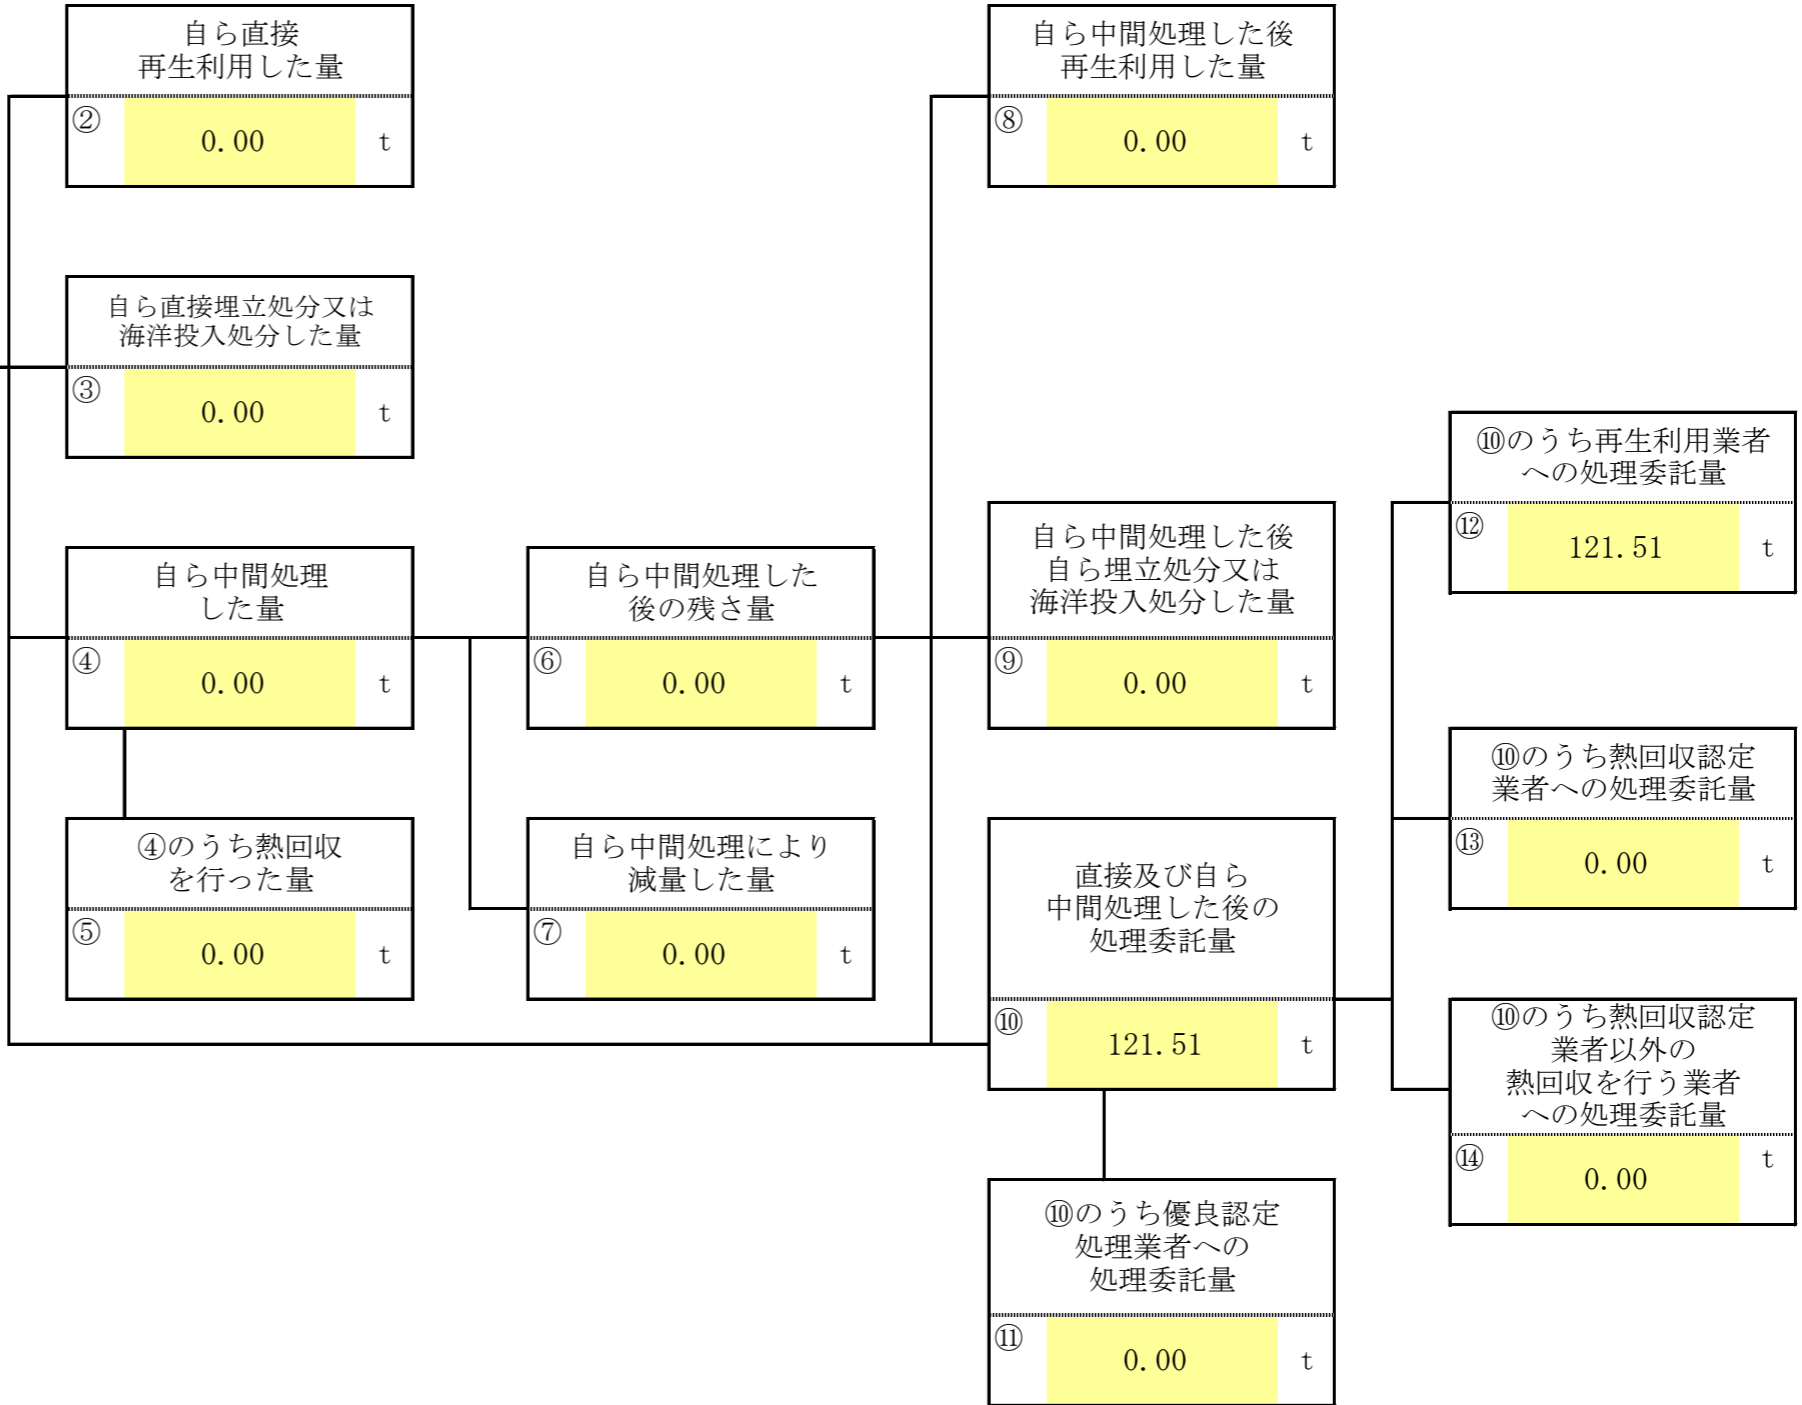 自ら直接
再生利用した量
②
0.00
t
自ら中間処理した後
再生利用した量
⑧
0.00
t
自ら直接埋立処分又は
海洋投入処分した量
③
0.00
t
⑩のうち再生利用業者
への処理委託量
⑫
121.51
t
自ら中間処理
した量
④
0.00
t
自ら中間処理した
後の残さ量
⑥
0.00
t
自ら中間処理した後
自ら埋立処分又は
海洋投入処分した量
⑨
0.00
t
⑩のうち熱回収認定
業者への処理委託量
⑬
0.00
t
④のうち熱回収
を行った量
⑤
0.00
t
自ら中間処理により
減量した量
⑦
0.00
t
直接及び自ら
中間処理した後の
処理委託量
⑩
121.51
t
⑩のうち熱回収認定
業者以外の
熱回収を行う業者
への処理委託量
⑭
0.00
t
⑩のうち優良認定
処理業者への
処理委託量
⑪
0.00
t